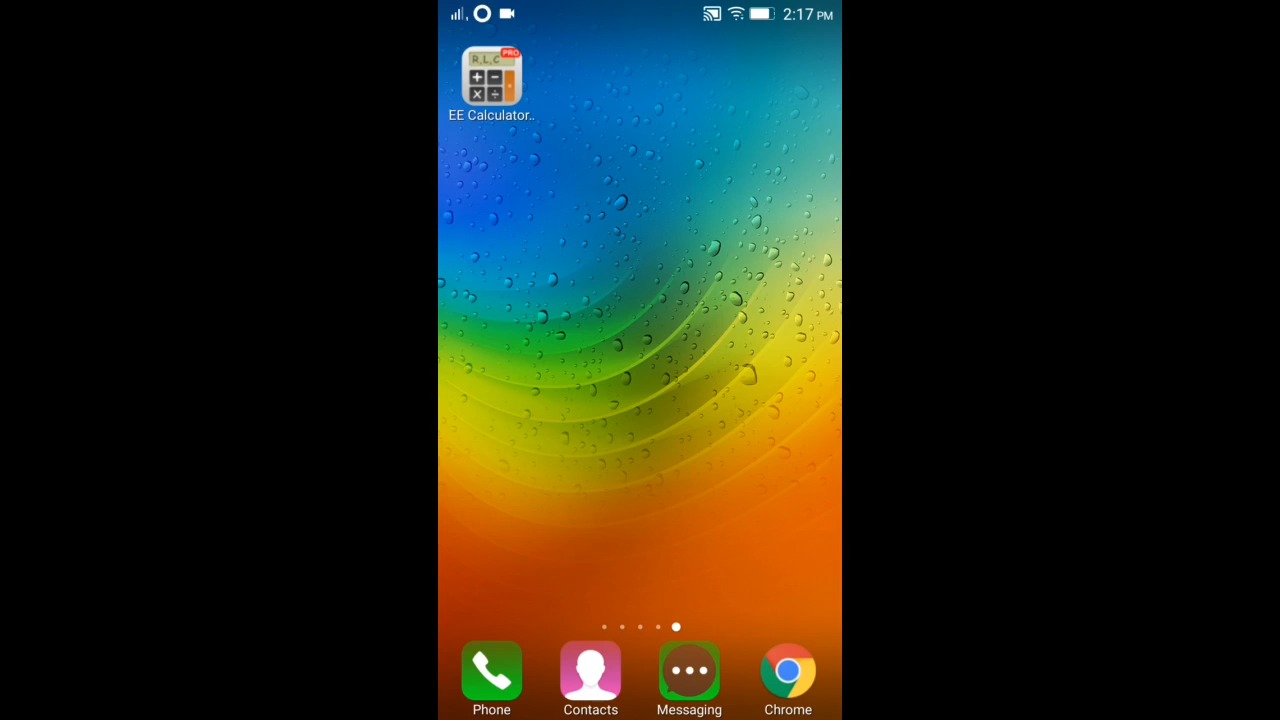 2:17 PM
PRO
R,L,C
EE Calculator..
Phone
Contacts
Messaging
Chrome